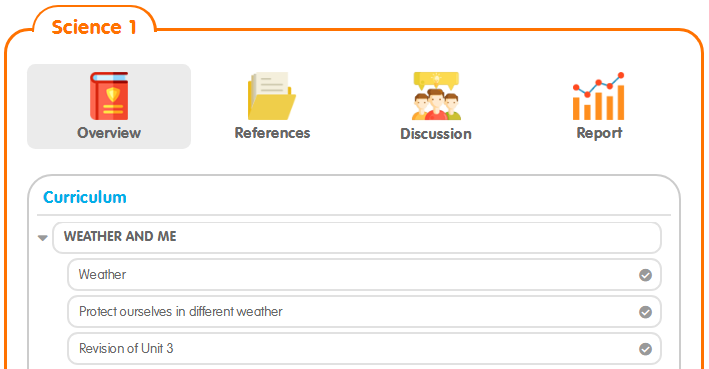 Science 1
Overview
References
Discussion
Report
Curriculum
WEATHER AND ME
Weather
Protect ourselves in different weather
Revision of Unit 3